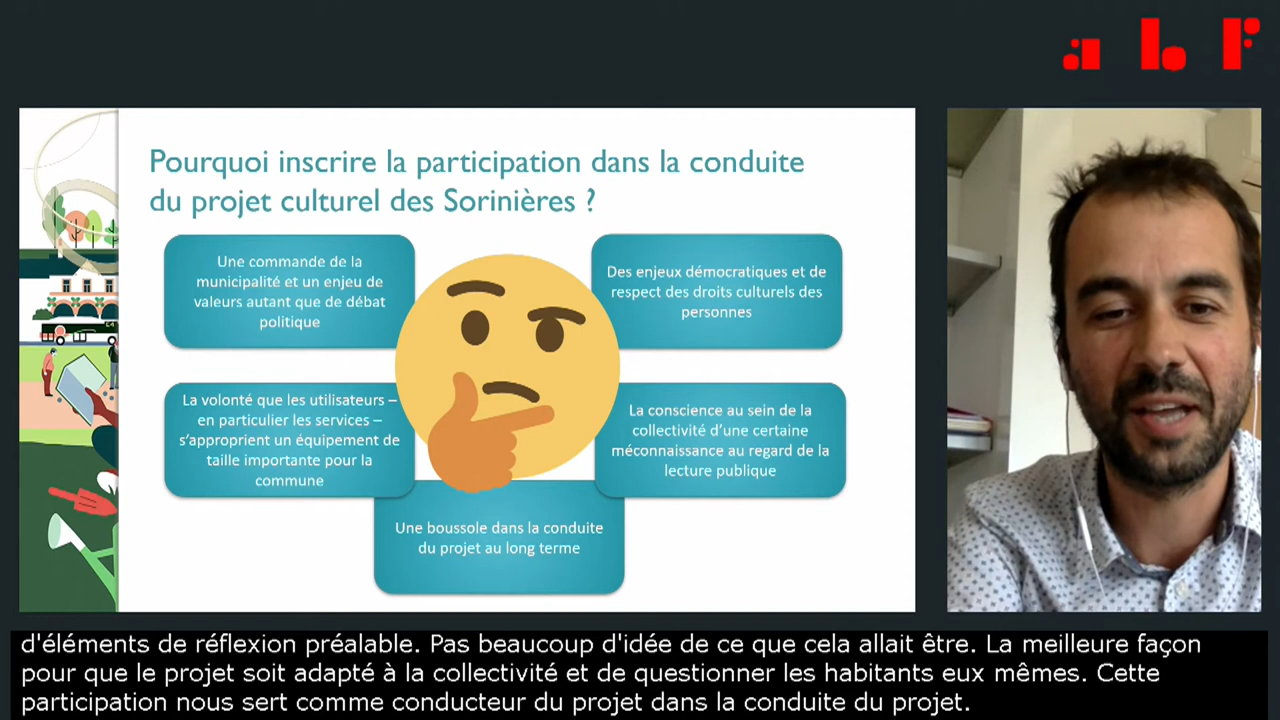 abf
Pourquoi inscrire la participation dans la conduite
du projet culturel des Sorinières ?
Une commande de la
municipalité et un enjeu de
valeurs autant que de débat
politique
Des enjeux démocratiques et de
respect des droits culturels des
personnes
La volonté que les utilisateurs –
en particulier les services –
s'approprient un équipement de
taille importante pour la
commune
La conscience au sein de la
collectivité d'une certaine
méconnaissance au regard de la
lecture publique
Une boussole dans la conduite
du projet au long terme
d'éléments de réflexion préalable. Pas beaucoup d'idée de ce que cela allait être. La meilleure façon
pour que le projet soit adapté à la collectivité et de questionner les habitants eux mêmes. Cette
participation nous sert comme conducteur du projet dans la conduite du projet.